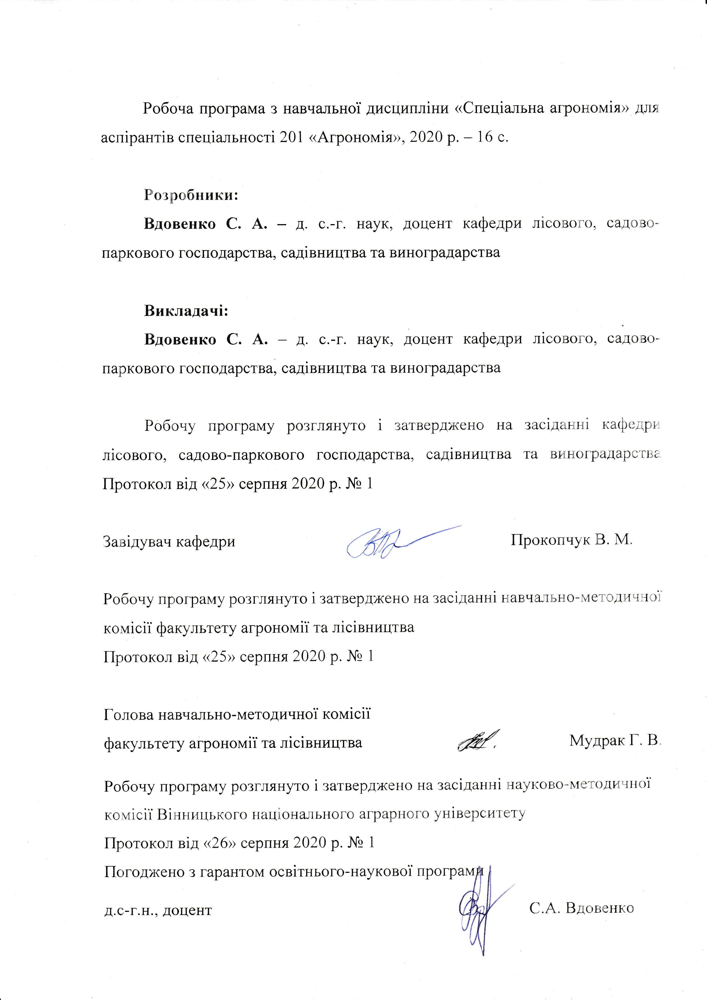 Робоча програма з навчальної дисципліни «Спеціальна агрономія» для
аспірантів спеціальності 201 «Агрономія», 2020 р. – 16 с.
Розробники:
Вдовенко С. А. – д. с.-г. наук, доцент кафедри лісового, садово-
паркового господарства, садівництва та виноградарства
Викладачі:
Вдовенко С. А. – д. с.-г. наук, доцент кафедри лісового, садово-
паркового господарства, садівництва та виноградарства
Робочу програму розглянуто і затверджено на засіданні кафедри
лісового, садово-паркового господарства, садівництва та виноградарства
Протокол від «25» серпня 2020 р. № 1
Завідувач кафедри Прокопчук В. М.
Робочу програму розглянуто і затверджено на засіданні навчально-методичної
комісії факультету агрономії та лісівництва
Протокол від «25» серпня 2020 р. № 1
Голова навчально-методичної комісії
факультету агрономії та лісівництва Мудрак Г. В.
Робочу програму розглянуто і затверджено на засіданні науково-методичної
комісії Вінницького національного аграрного університету
Протокол від «26» серпня 2020 р. № 1
Погоджено з гарантом освітнього-наукової програми
д.с-г.н., доцент С.А. Вдовенко